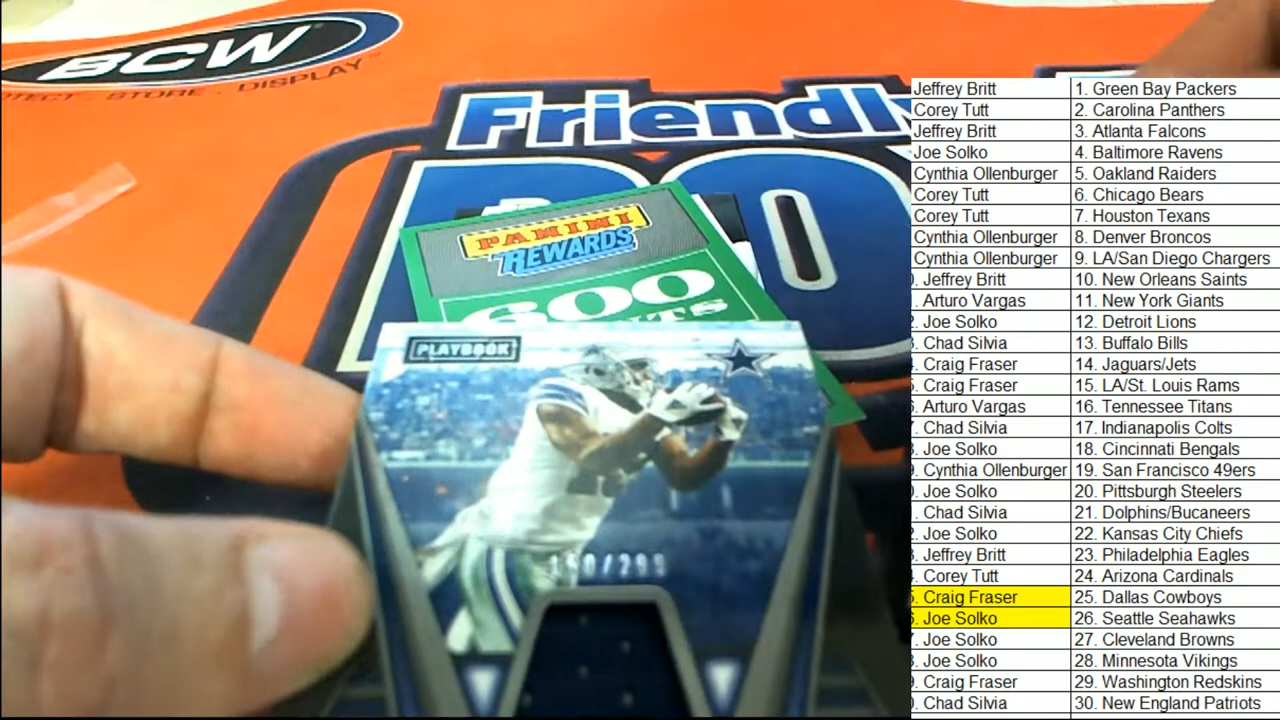 BCW
STORE . DISPLAY
Friendly
PANINI
REWARDS
600
PLAYBOOK
/299
Jeffrey Britt 1. Green Bay Packers
Corey Tutt 2. Carolina Panthers
Jeffrey Britt 3. Atlanta Falcons
Joe Solko 4. Baltimore Ravens
Cynthia Ollenburger 5. Oakland Raiders
Corey Tutt 6. Chicago Bears
Corey Tutt 7. Houston Texans
Cynthia Ollenburger 8. Denver Broncos
Cynthia Ollenburger 9. LA/San Diego Chargers
. Jeffrey Britt 10. New Orleans Saints
. Arturo Vargas 11. New York Giants
. Joe Solko 12. Detroit Lions
. Chad Silvia 13. Buffalo Bills
. Craig Fraser 14. Jaguars/Jets
. Craig Fraser 15. LA/St. Louis Rams
. Arturo Vargas 16. Tennessee Titans
. Chad Silvia 17. Indianapolis Colts
. Joe Solko 18. Cincinnati Bengals
. Cynthia Ollenburger 19. San Francisco 49ers
. Joe Solko 20. Pittsburgh Steelers
. Chad Silvia 21. Dolphins/Bucaneers
. Joe Solko 22. Kansas City Chiefs
. Jeffrey Britt 23. Philadelphia Eagles
. Corey Tutt 24. Arizona Cardinals
. Craig Fraser 25. Dallas Cowboys
. Joe Solko 26. Seattle Seahawks
. Joe Solko 27. Cleveland Browns
. Joe Solko 28. Minnesota Vikings
. Craig Fraser 29. Washington Redskins
. Chad Silvia 30. New England Patriots